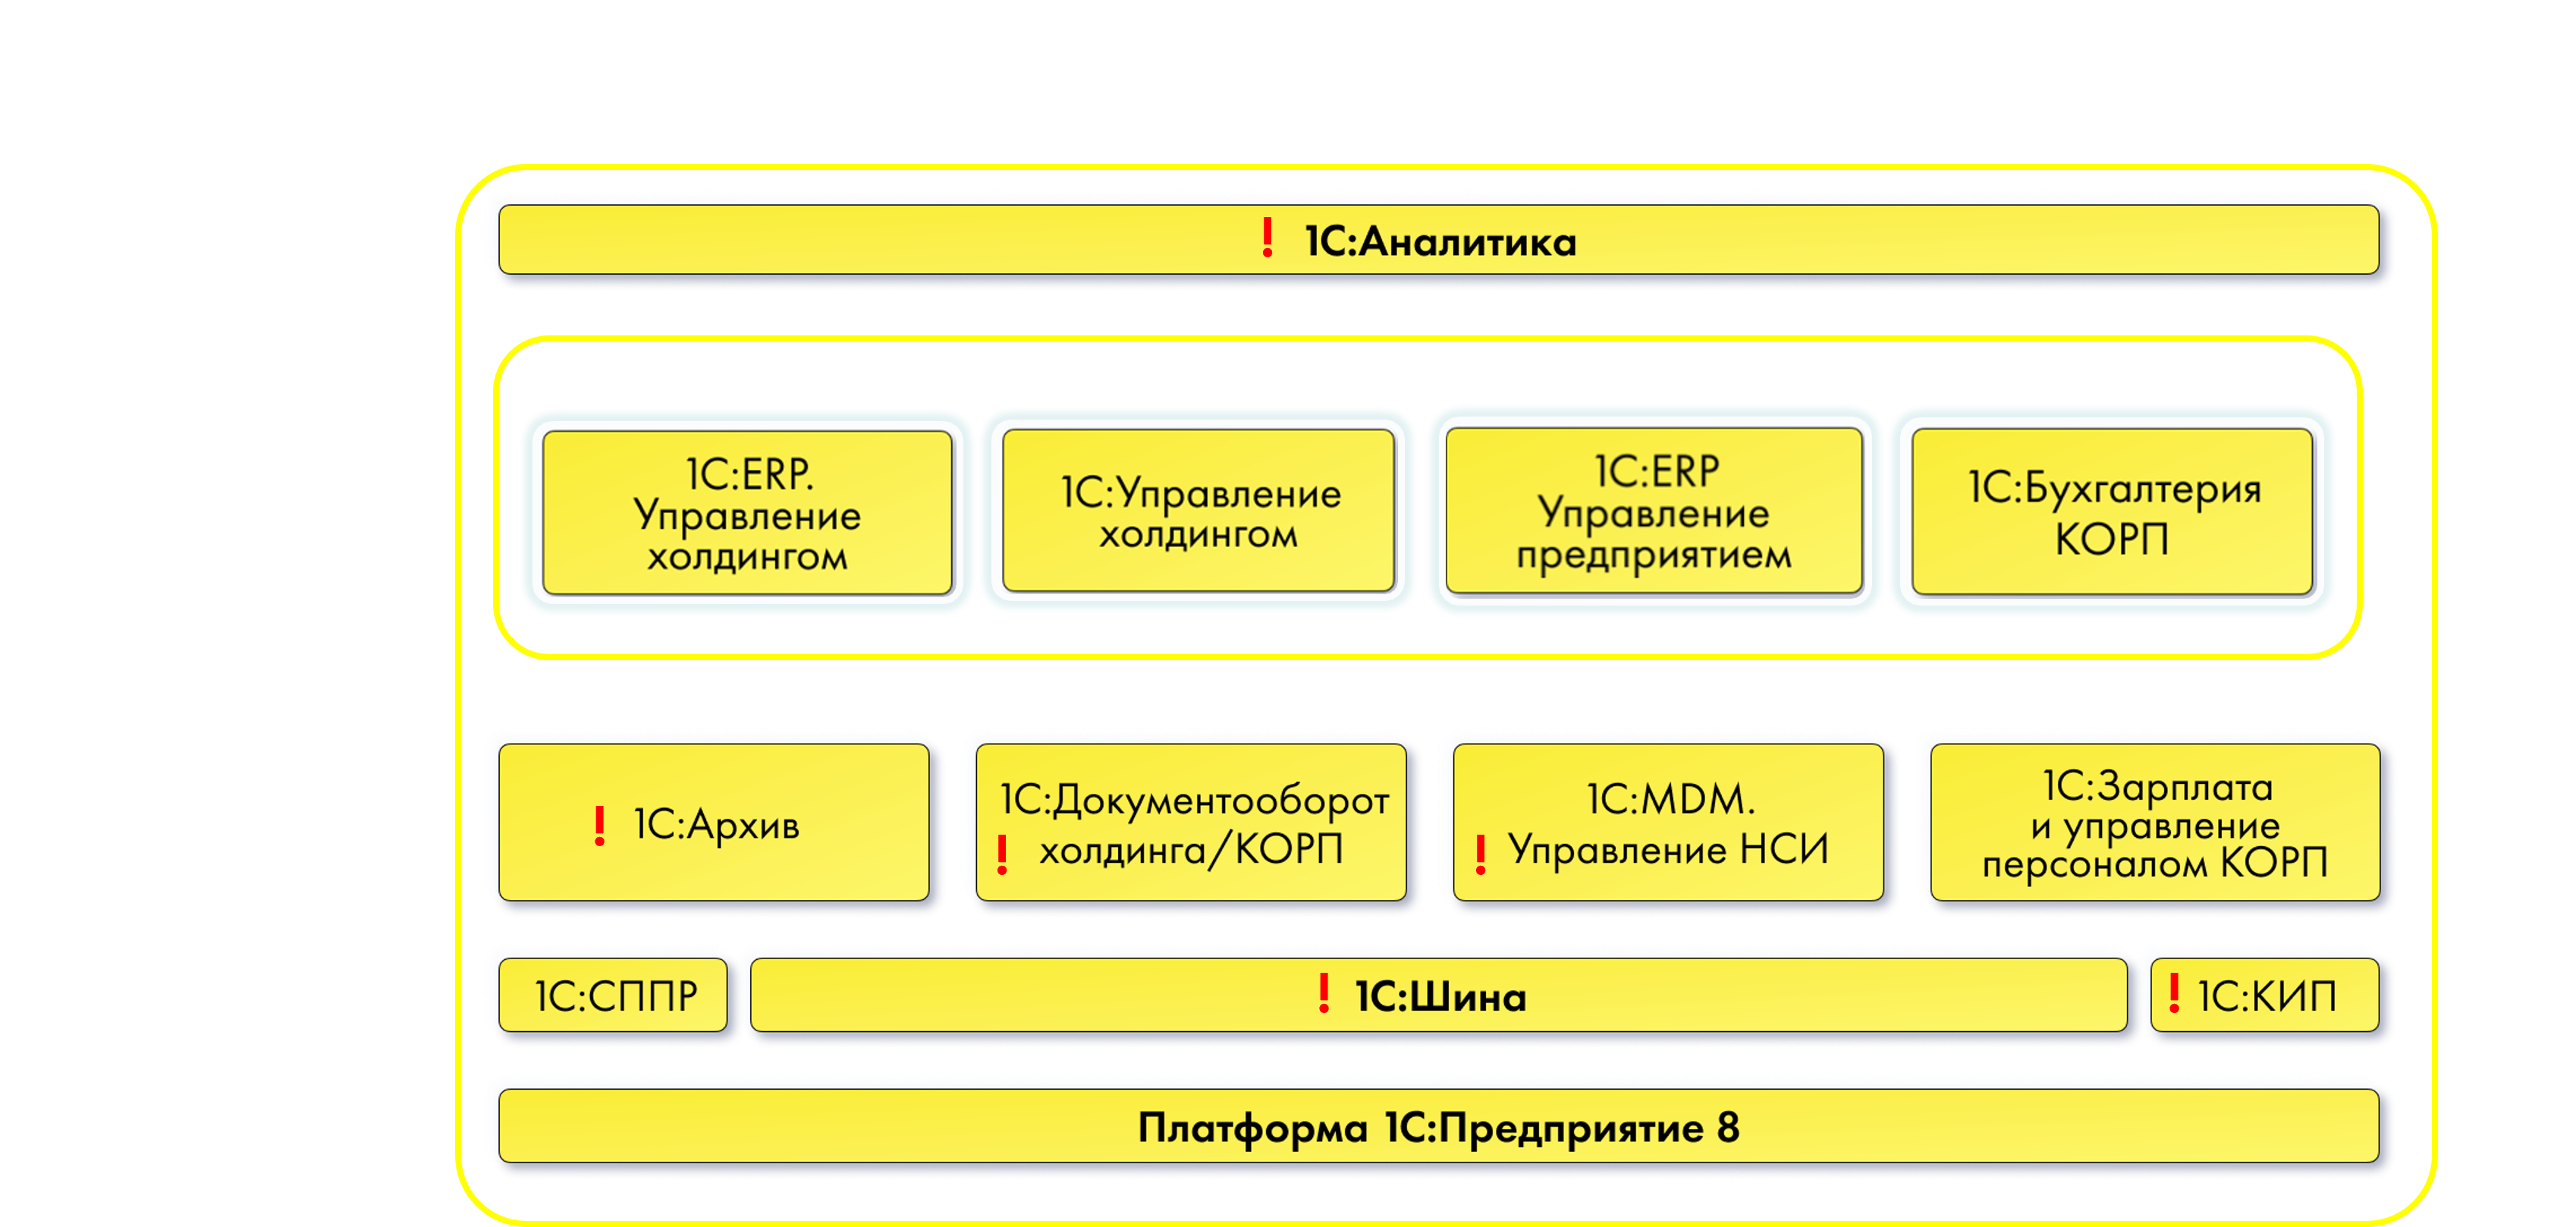 ! 1С:Аналитика
1С:ERP.
Управление
холдингом
1С:Управление
холдингом
1С:ERP
Управление
предприятием
1С:Бухгалтерия
КОРП
! 1С:Архив
1С:Документооборот
! холдинга/КОРП
1С:MDM.
! Управление НСИ
1С:Зарплата
и управление
персоналом КОРП
1С:СППР
! 1С:Шина
! 1С:КИП
Платформа 1С:Предприятие 8